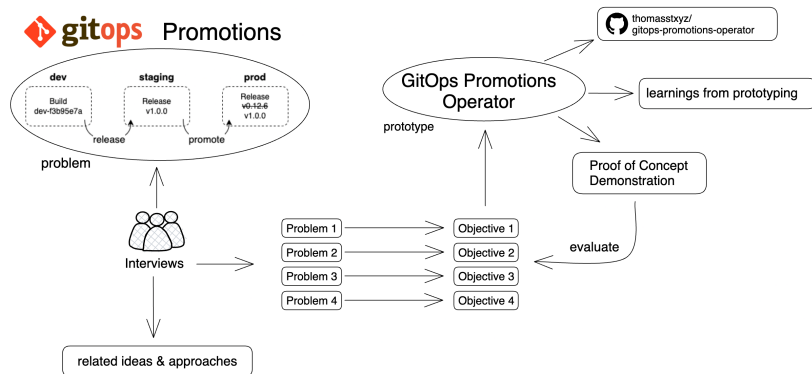 gitops Promotions
dev
staging
prod
Build
dev-f3b95e7a
Release
v1.0.0
Release
v0.12.6
v1.0.0
release
promote
problem
Interviews
related ideas & approaches
Problem 1
Problem 2
Problem 3
Problem 4
Objective 1
Objective 2
Objective 3
Objective 4
GitOps Promotions
Operator
prototype
thomasstxyz/
gitops-promotions-operator
learnings from prototyping
Proof of Concept
Demonstration
evaluate